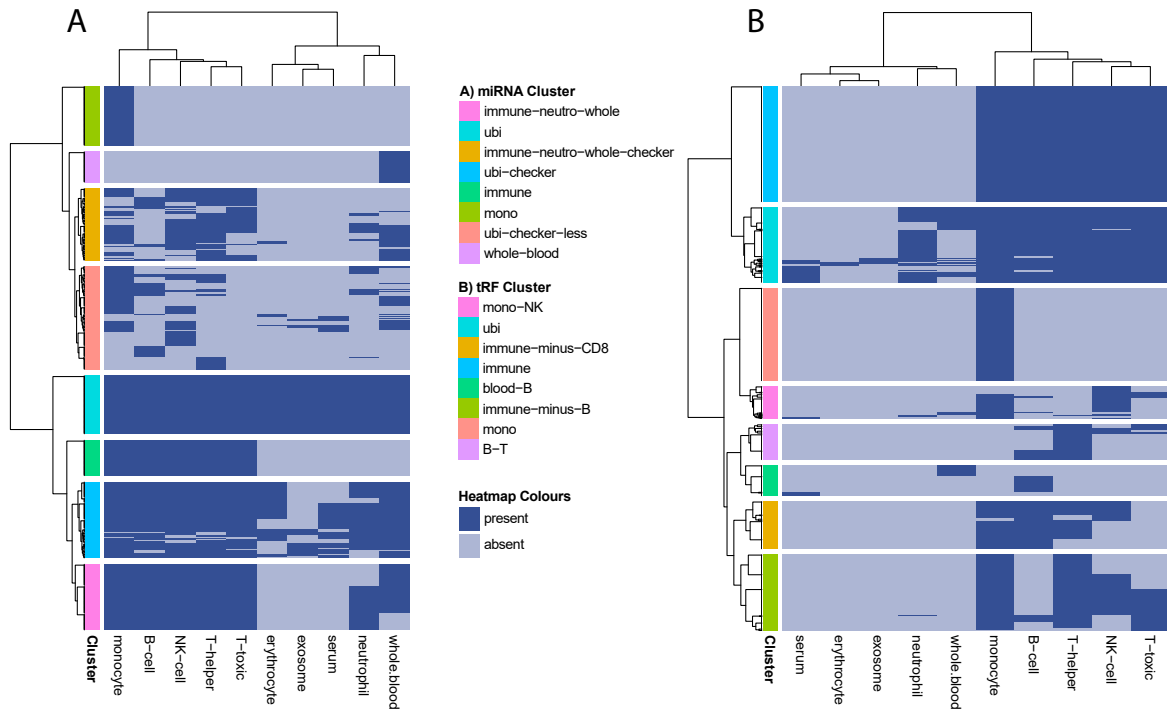 A
B
A) miRNA Cluster
immune-neutro-whole
ubi
immune-neutro-whole-checker
ubi-checker
immune
mono
ubi-checker-less
whole-blood
B) tRF Cluster
mono-NK
ubi
immune-minus-CD8
immune
blood-B
immune-minus-B
mono
B-T
Heatmap Colours
present
absent
Cluster
monocyte
B-cell
NK-cell
T-helper
T-toxic
erythrocyte
exosome
serum
neutrophil
whole.blood
Cluster
serum
erythrocyte
exosome
neutrophil
whole.blood
monocyte
B-cell
T-helper
NK-cell
T-toxic